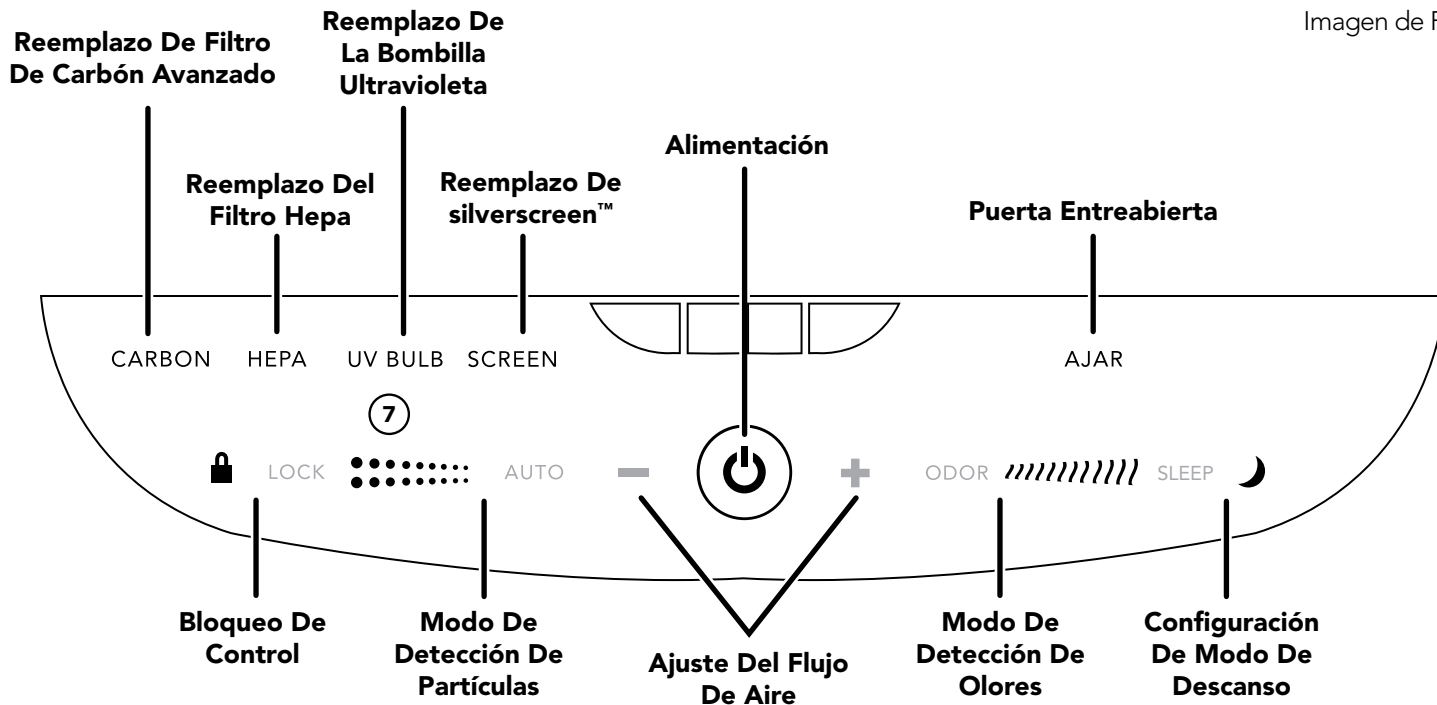 Imagen de F
Reemplazo De Filtro
De Carbón Avanzado
Reemplazo De
La Bombilla
Ultravioleta
Reemplazo Del
Filtro Hepa
Reemplazo De
silverscreen™
Alimentación
Puerta Entreabierta
CARBON HEPA UV BULB SCREEN AJAR
7
LOCK AUTO ODOR SLEEP
Bloqueo De
Control
Modo De
Detección De
Partículas
Ajuste Del Flujo
De Aire
Modo De
Detección De
Olores
Configuración
De Modo De
Descanso